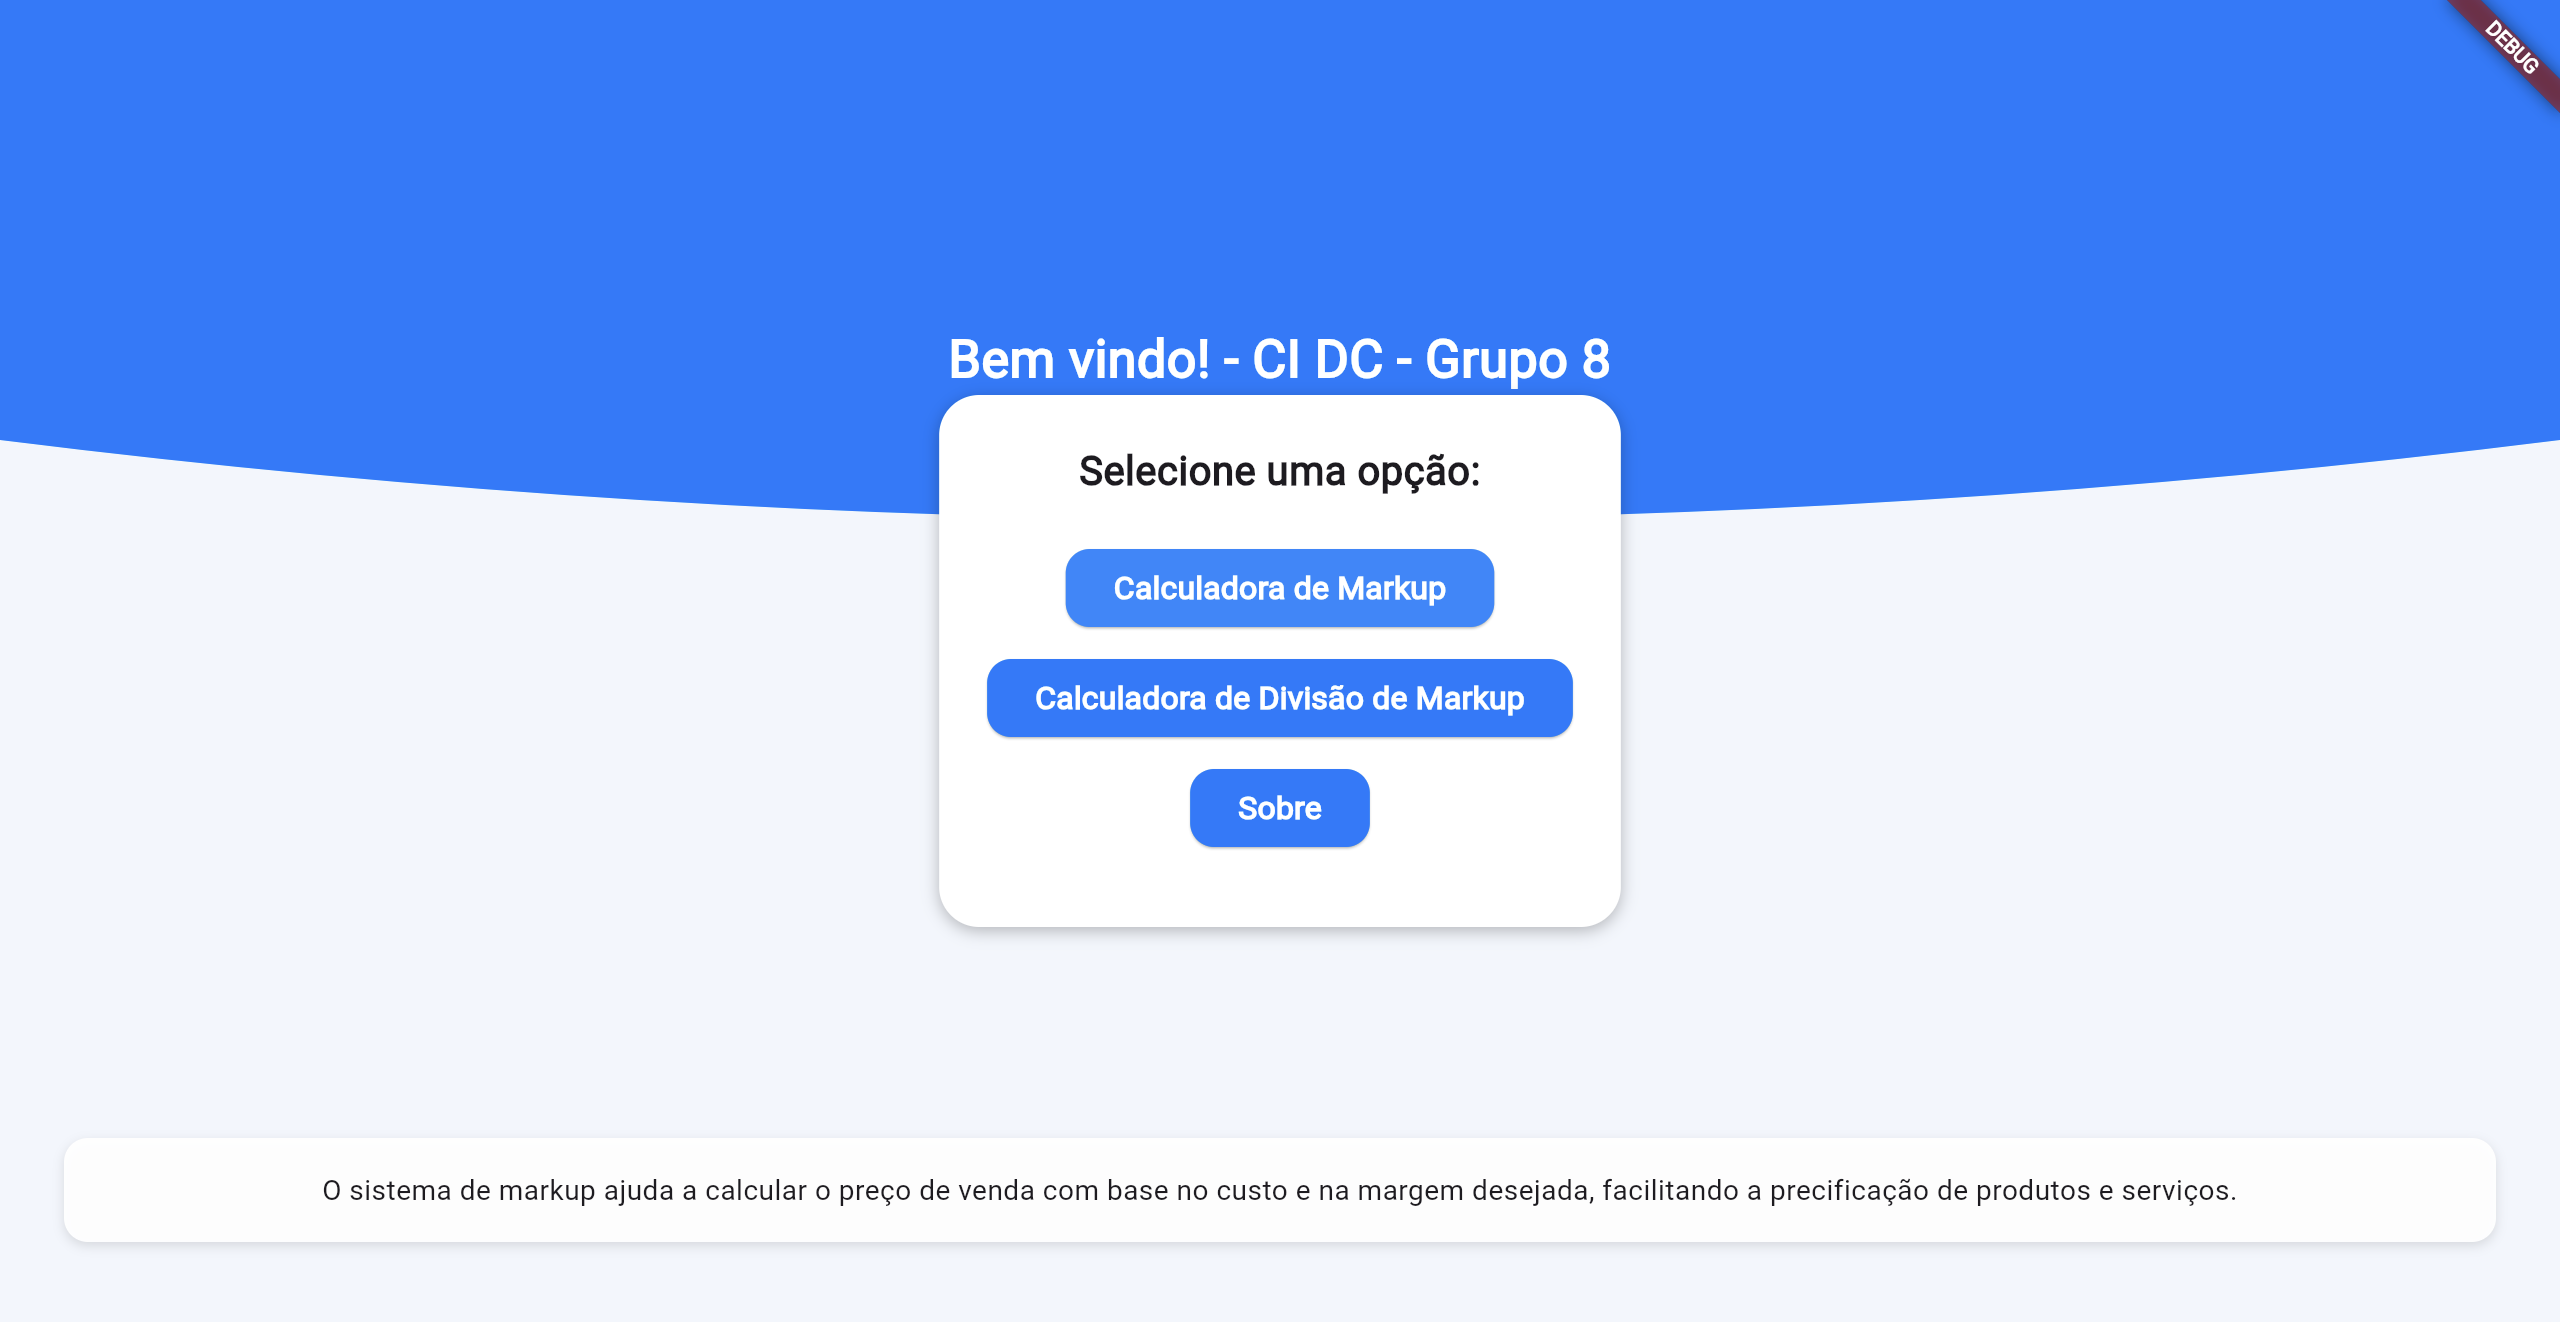 DEBUG
Bem vindo! - CI DC - Grupo 8
Selecione uma opção:
Calculadora de Markup
Calculadora de Divisão de Markup
Sobre
O sistema de markup ajuda a calcular o preço de venda com base no custo e na margem desejada, facilitando a precificação de produtos e serviços.